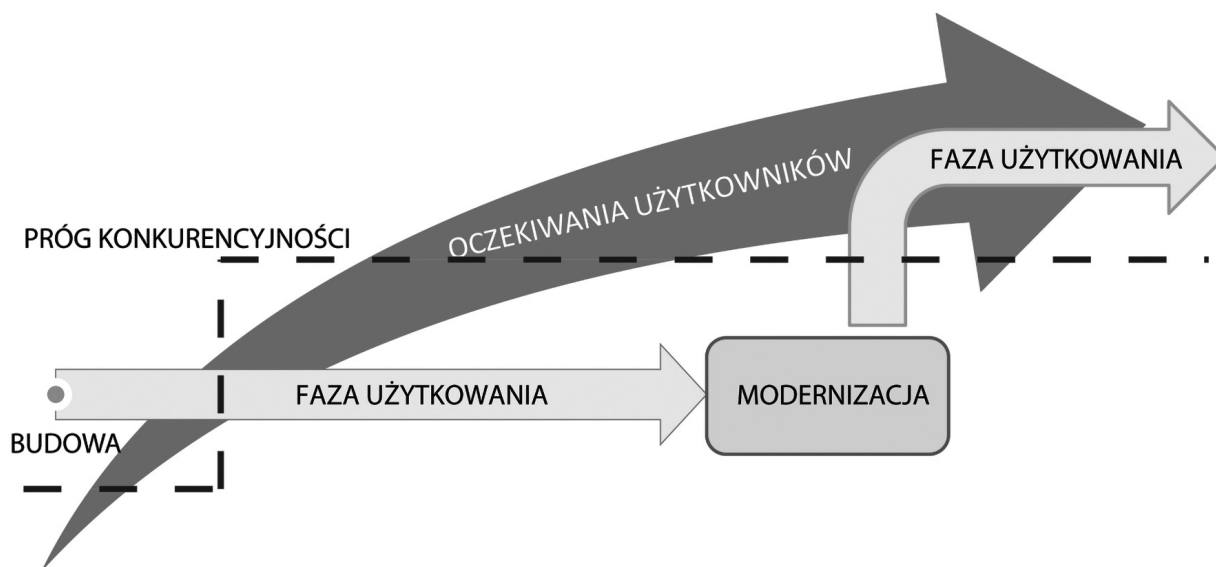 FAZA UŻYTKOWANIA
OCZEKIWANIA UŻYTKOWNIKÓW
PRÓG KONKURENCYJNOŚCI
FAZA UŻYTKOWANIA
MODERNIZACJA
BUDOWA